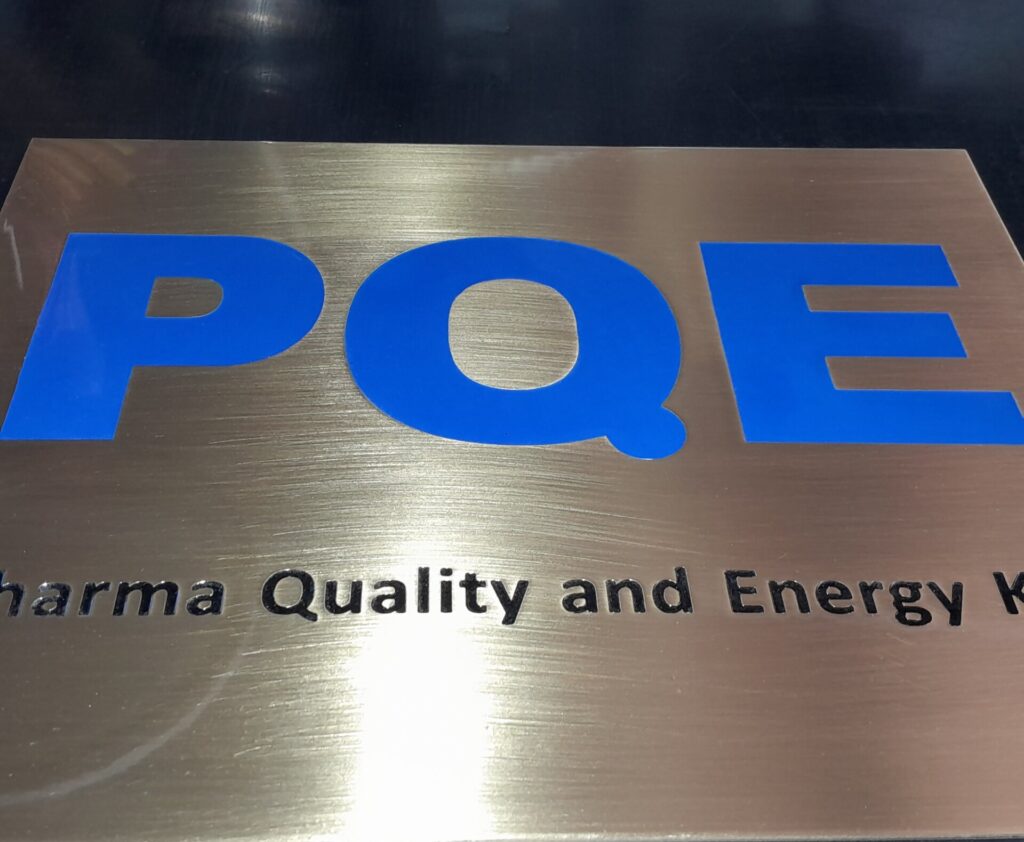 PQE
harma Quality and Energy K